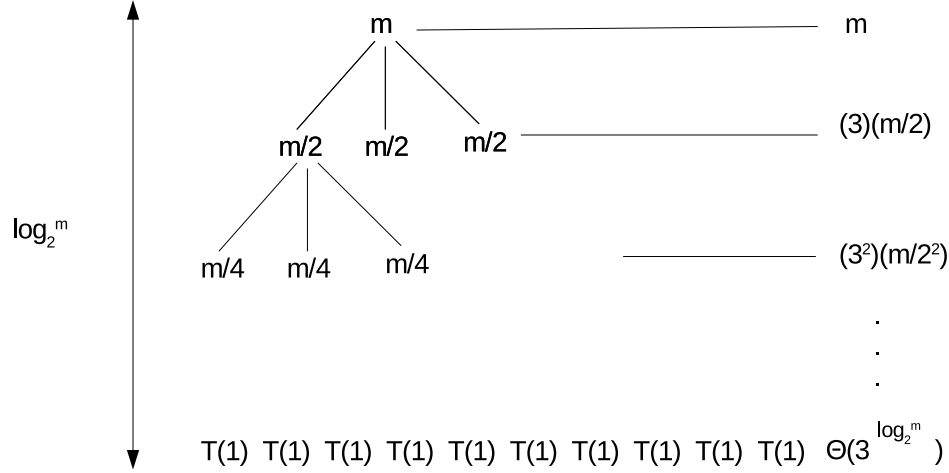 m m
m/2 m/2 m/2 (3)(m/2)
log₂ᵐ
m/4 m/4 m/4 (3²)(m/2²)
.
.
.
T(1) T(1) T(1) T(1) T(1) T(1) T(1) T(1) T(1) T(1) Θ(3^log₂ᵐ)